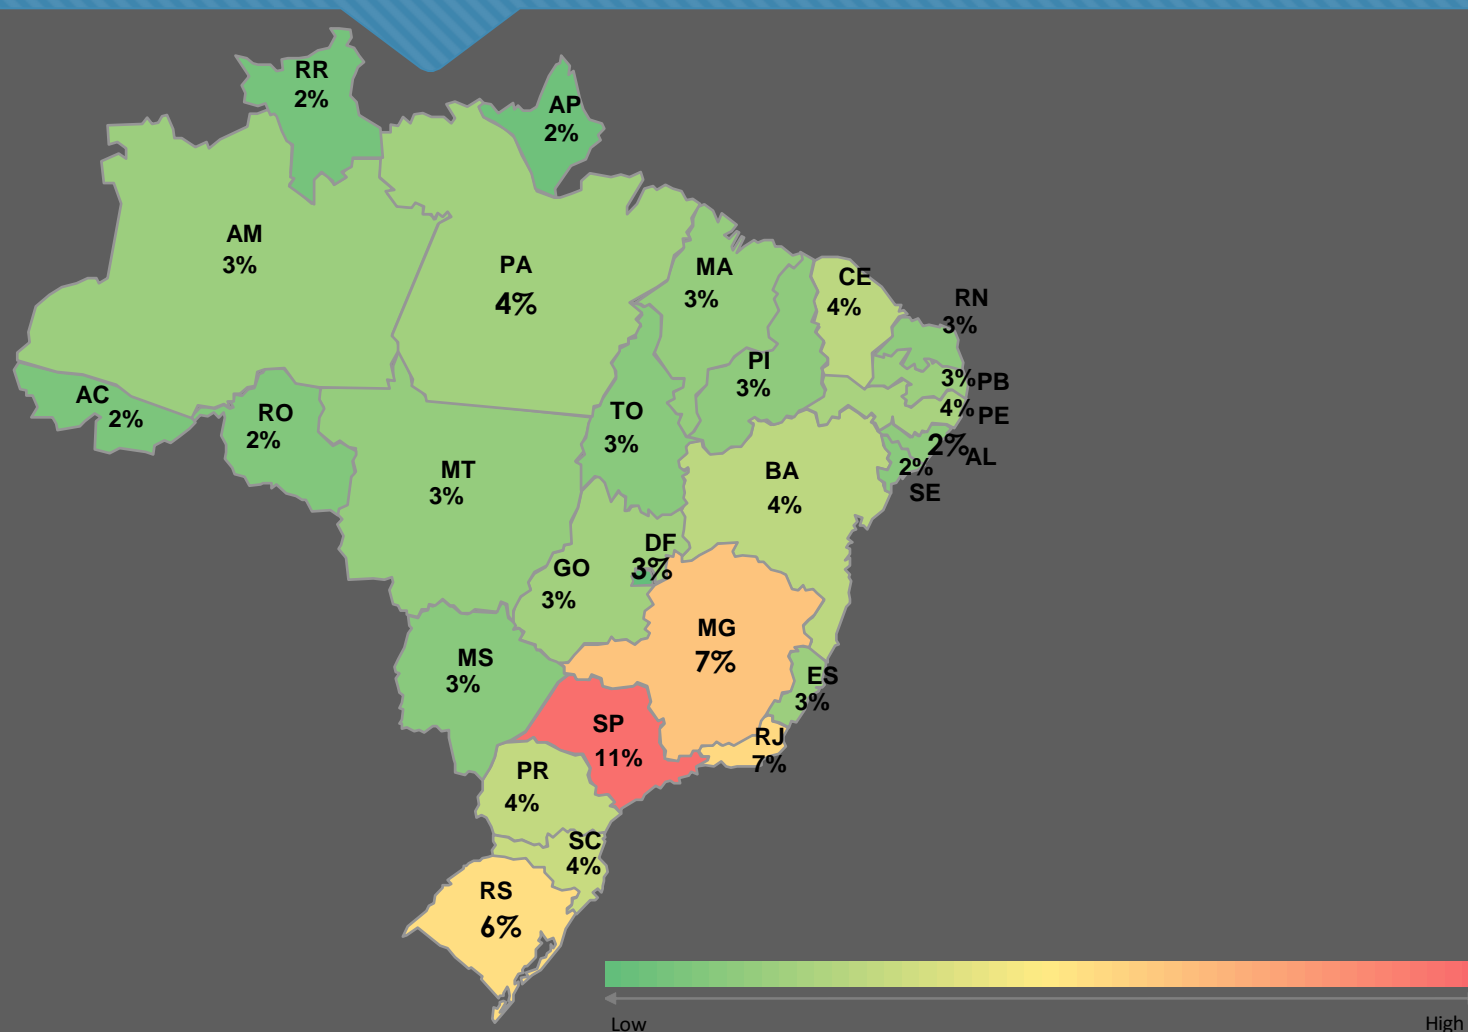 RR
2%
AP
2%
AM
3%
PA
4%
MA
3%
CE
4%
RN
3%
PI
3%
3% PB
AC
2%
RO
2%
TO
3%
4% PE
2% AL
2%
SE
MT
3%
BA
4%
DF
3%
GO
3%
MG
7%
MS
3%
ES
3%
SP
11%
RJ
7%
PR
4%
SC
4%
RS
6%
Low
High